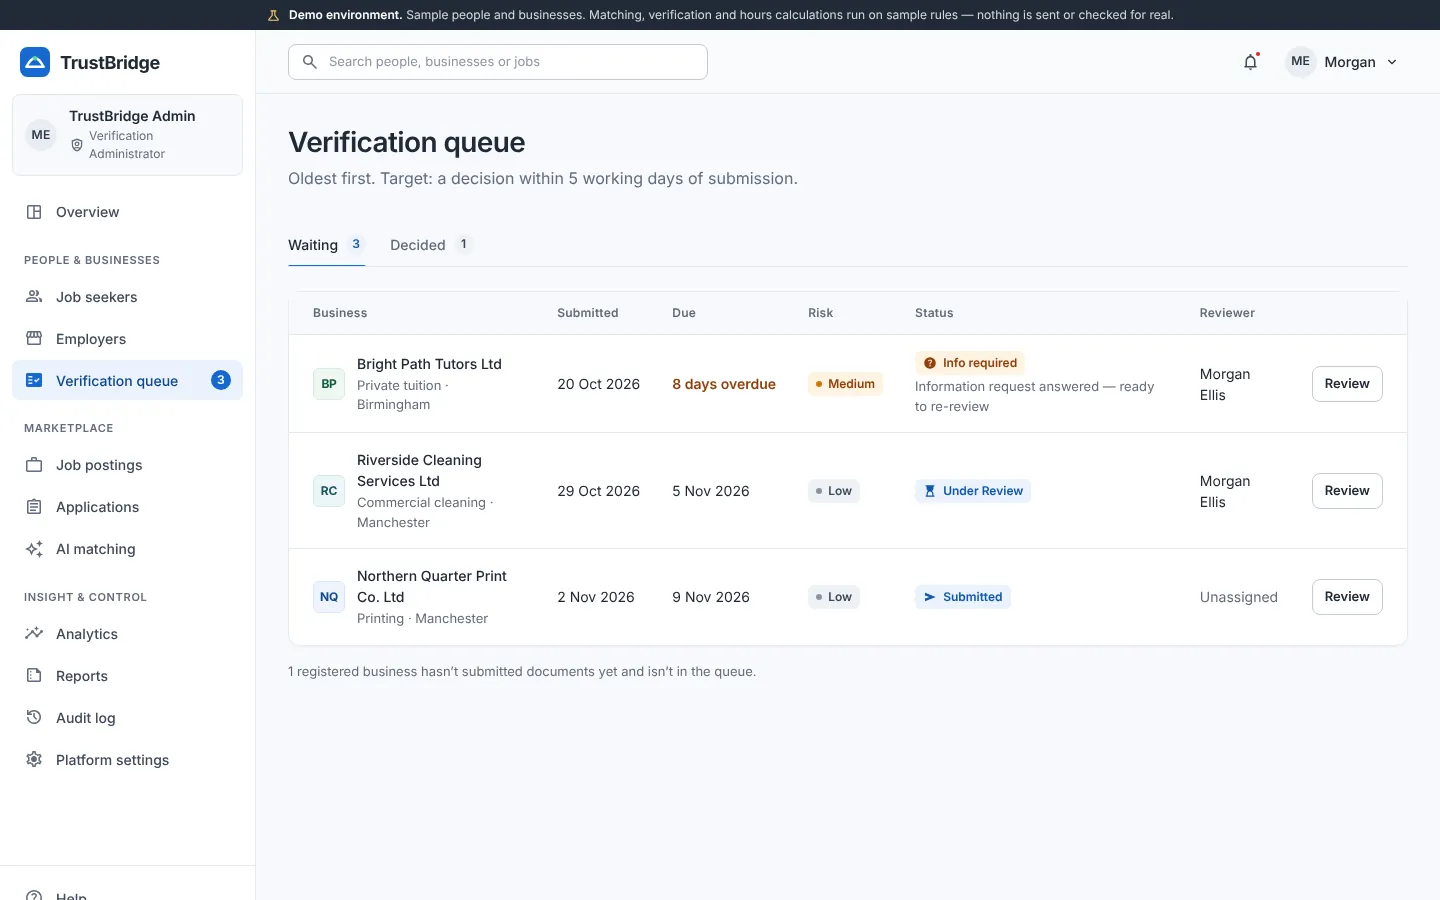 Demo environment. Sample people and businesses. Matching, verification and hours calculations run on sample rules — nothing is sent or checked for real.
TrustBridge
Search people, businesses or jobs
ME
Morgan
ME
TrustBridge Admin
Verification
Administrator
Overview
PEOPLE & BUSINESSES
Job seekers
Employers
Verification queue
3
MARKETPLACE
Job postings
Applications
AI matching
INSIGHT & CONTROL
Analytics
Reports
Audit log
Platform settings
Help
Verification queue
Oldest first. Target: a decision within 5 working days of submission.
Waiting 3 Decided 1
Business Submitted Due Risk Status Reviewer
BP
Bright Path Tutors Ltd
Private tuition ·
Birmingham
20 Oct 2026
8 days overdue
Medium
Info required
Information request answered — ready
to re-review
Morgan
Ellis
Review
RC
Riverside Cleaning
Services Ltd
Commercial cleaning ·
Manchester
29 Oct 2026
5 Nov 2026
Low
Under Review
Morgan
Ellis
Review
NQ
Northern Quarter Print
Co. Ltd
Printing · Manchester
2 Nov 2026
9 Nov 2026
Low
Submitted
Unassigned
Review
1 registered business hasn’t submitted documents yet and isn’t in the queue.